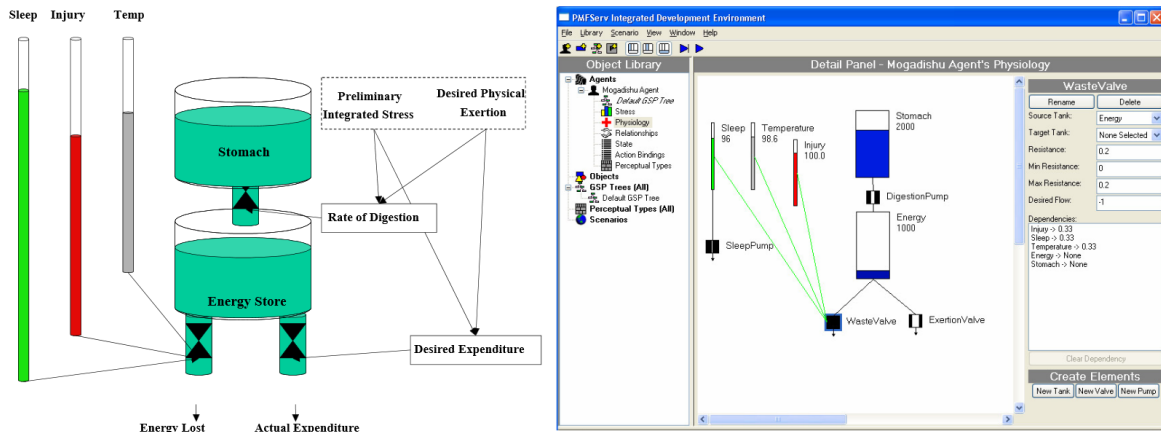 Sleep Injury Temp
Preliminary
Integrated Stress
Desired Physical
Exertion
Stomach
Rate of Digestion
Energy Store
Desired Expenditure
Energy Lost
Actual Expenditure
PMFServ Integrated Development Environment
File Library Scenario View Window Help
Object Library
Agents
Mogadishu Agent
Default GSP Tree
Stress
Physiology
Relationships
State
Action Bindings
Perceptual Types
Objects
GSP Trees (All)
Default GSP Tree
Perceptual Types (All)
Scenarios
Detail Panel - Mogadishu Agent's Physiology
Sleep
96
Temperature
98.6
Injury
100.0
Stomach
2000
DigestionPump
Energy
1000
SleepPump
WasteValve
ExertionValve
WasteValve
Rename Delete
Source Tank: Energy
Target Tank: None Selected
Resistance: 0.2
Min Resistance: 0
Max Resistance: 0.2
Desired Flow: -1
Dependencies:
Injury -> 0.33
Sleep -> 0.33
Temperature -> 0.33
Energy -> None
Stomach -> None
Clear Dependency
Create Elements
New Tank New Valve New Pump